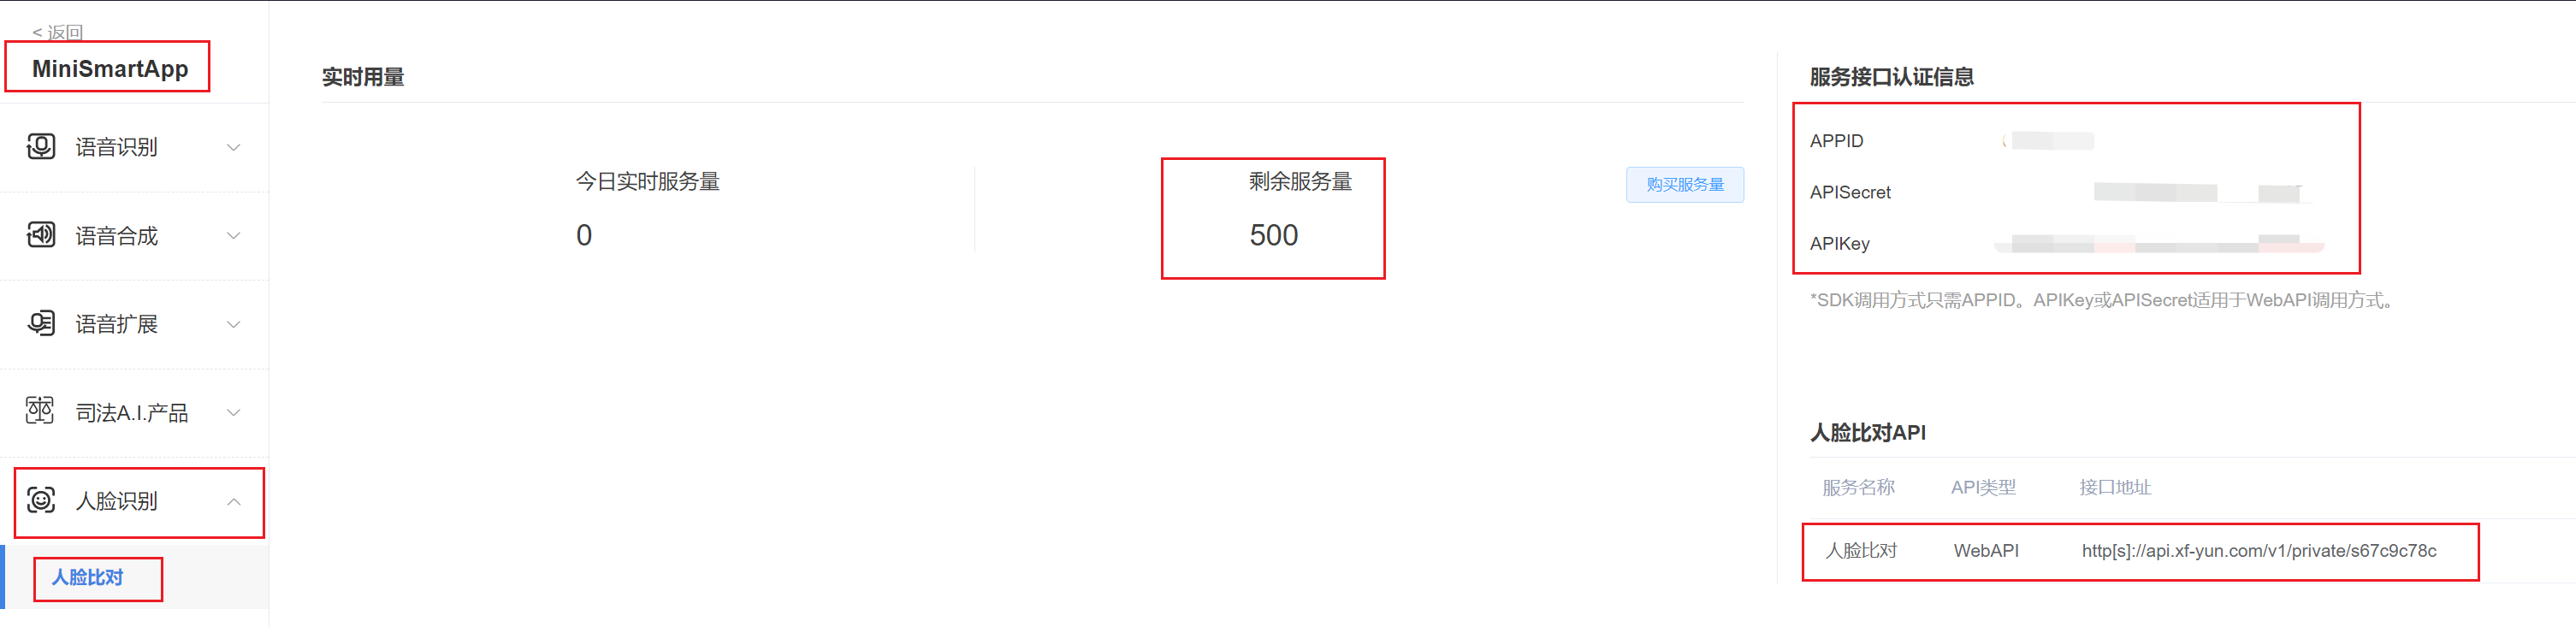 < 返回
MiniSmartApp
语音识别
语音合成
语音扩展
司法A.I.产品
人脸识别
人脸比对
实时用量
今日实时服务量
0
剩余服务量
500
购买服务量
服务接口认证信息
APPID
APISecret
APIKey
*SDK调用方式只需APPID。APIKey或APISecret适用于WebAPI调用方式。
人脸比对API
服务名称 API类型 接口地址
人脸比对 WebAPI http[s]://api.xf-yun.com/v1/private/s67c9c78c